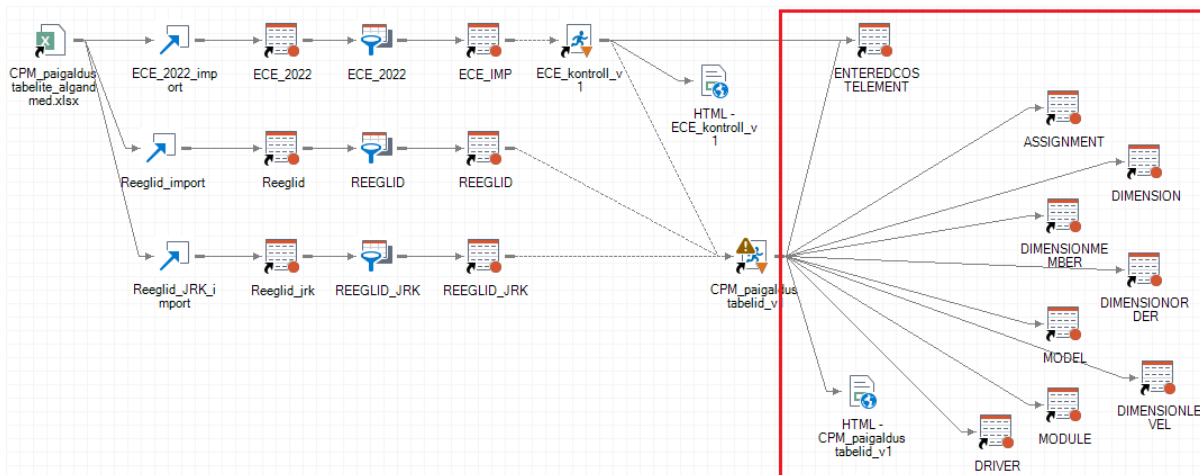 CPM_paigaldus
tabelite_algand
med.xlsx
ECE_2022_imp
ort
ECE_2022
ECE_2022
ECE_IMP
ECE_kontroll_v
1
HTML -
ECE_kontroll_v
1
ENTEREDCOS
TELEMENT
ASSIGNMENT
Reeglid_import
Reeglid
REEGLID
REEGLID
DIMENSION
DIMENSIONME
MBER
Reeglid_JRK_i
mport
Reeglid_jrk
REEGLID_JRK
REEGLID_JRK
CPM_paigaldus
tabelid_v
DIMENSIONOR
DER
MODEL
HTML -
CPM_paigaldus
tabelid_v1
DIMENSIONLE
VEL
MODULE
DRIVER